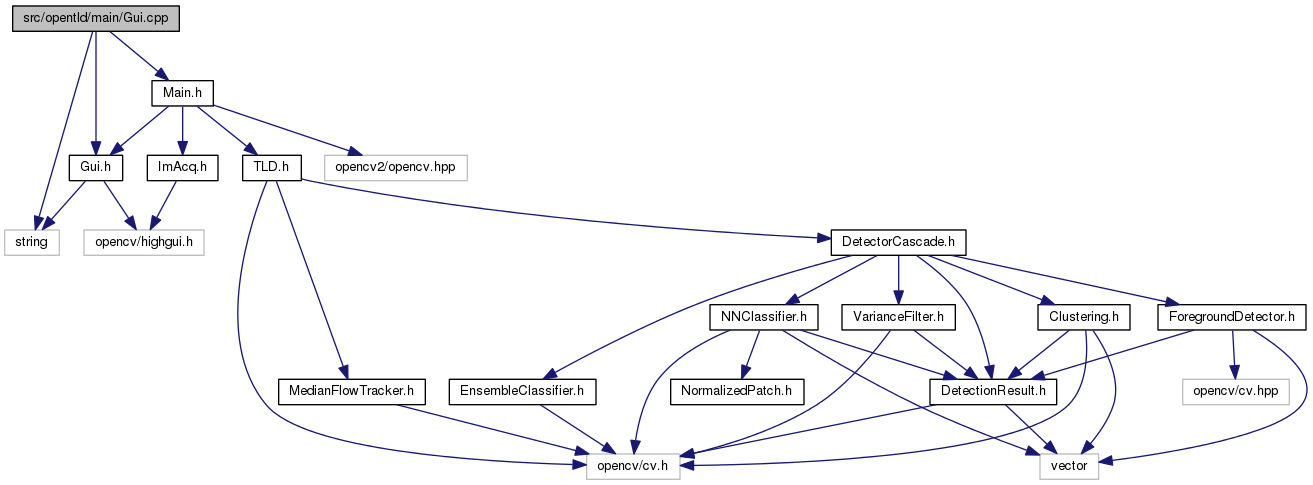 src/opentld/main/Gui.cpp
Main.h
Gui.h
ImAcq.h
TLD.h
opencv2/opencv.hpp
string
opencv/highgui.h
DetectorCascade.h
NNClassifier.h
VarianceFilter.h
Clustering.h
ForegroundDetector.h
MedianFlowTracker.h
EnsembleClassifier.h
NormalizedPatch.h
DetectionResult.h
opencv/cv.hpp
opencv/cv.h
vector